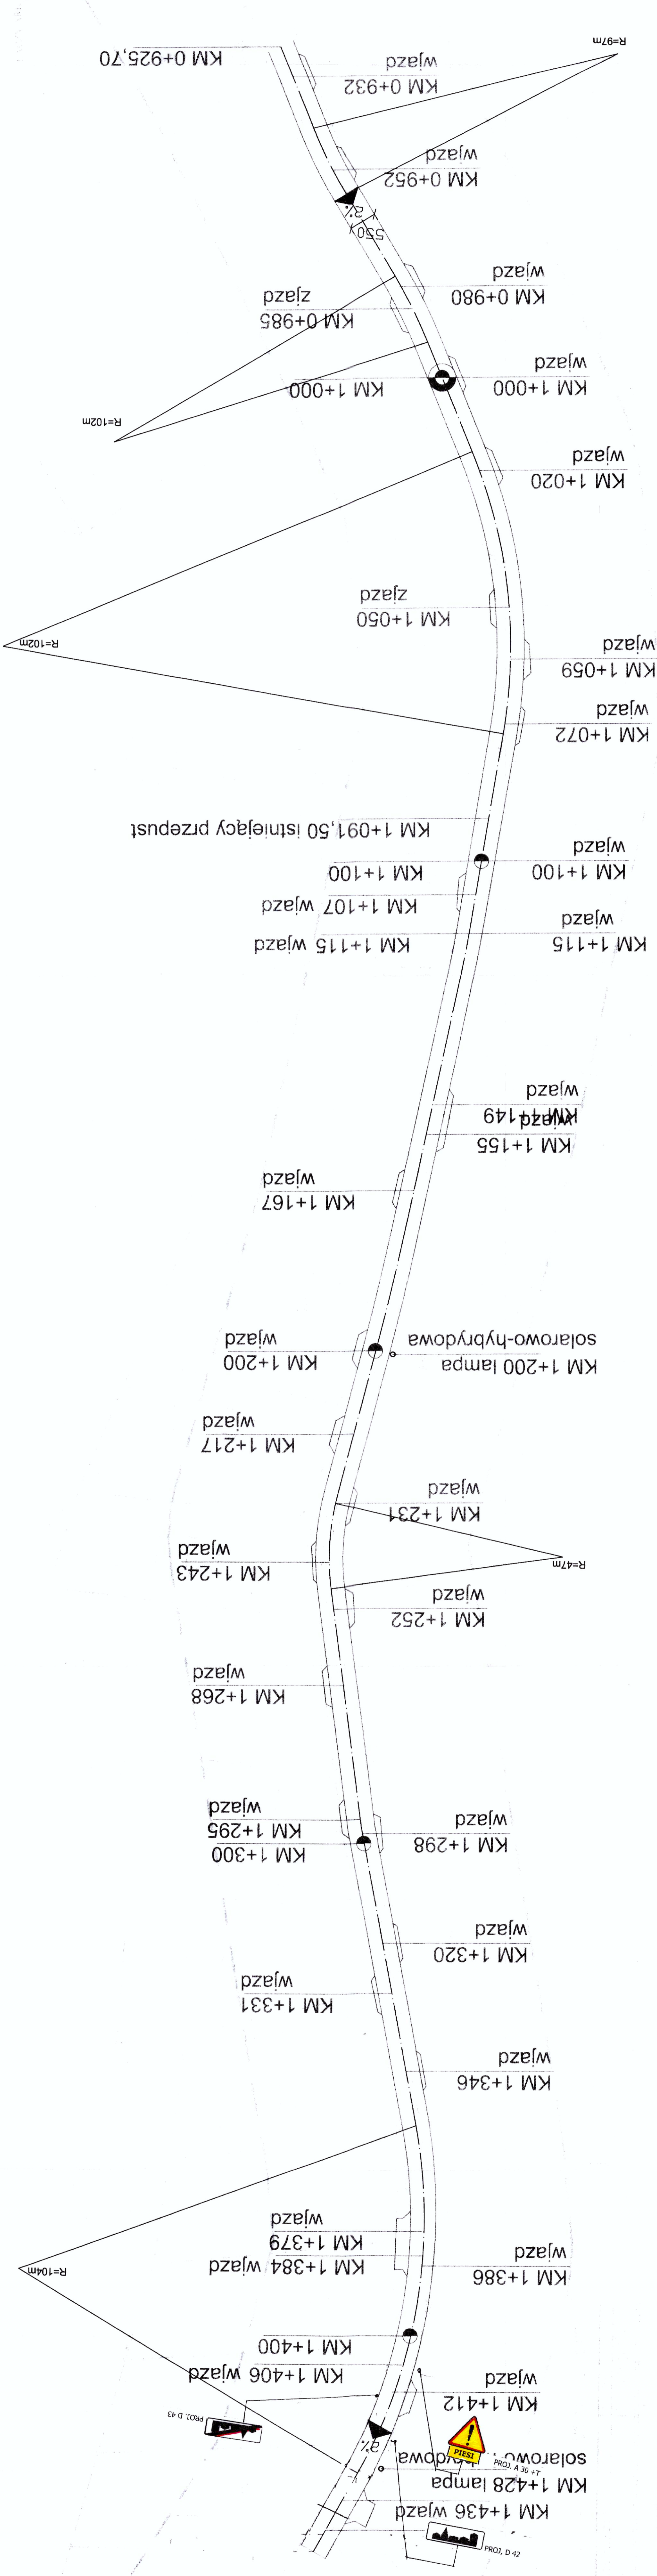 KM 0+925,70
R=97m
wjazd
KM 0+932
wjazd
KM 0+952
2%
550
wjazd
KM 0+980
zjazd
KM 0+985
wjazd
KM 1+000
KM 1+000
R=102m
wjazd
KM 1+020
zjazd
KM 1+050
R=102m
wjazd
KM 1+059
wjazd
KM 1+072
KM 1+091,50 istniejący przepust
wjazd
KM 1+100
KM 1+100
KM 1+107 wjazd
wjazd
KM 1+115
KM 1+115 wjazd
wjazd
KM 1+149
wjazd
KM 1+155
wjazd
KM 1+167
wjazd
KM 1+200
solarowo-hybrydowa
KM 1+200 lampa
wjazd
KM 1+217
wjazd
KM 1+231
wjazd
KM 1+243
R=47m
wjazd
KM 1+252
wjazd
KM 1+268
wjazd
KM 1+295
KM 1+300
wjazd
KM 1+298
wjazd
KM 1+320
wjazd
KM 1+331
wjazd
KM 1+346
wjazd
KM 1+379
KM 1+384 wjazd
R=104m
wjazd
KM 1+386
KM 1+400
KM 1+406 wjazd
wjazd
KM 1+412
PROJ. D 43
2%
PIESI
PROJ. A 30 +T
solarowo
KM 1+428 lampa
KM 1+436 wjazd
PROJ. D 42